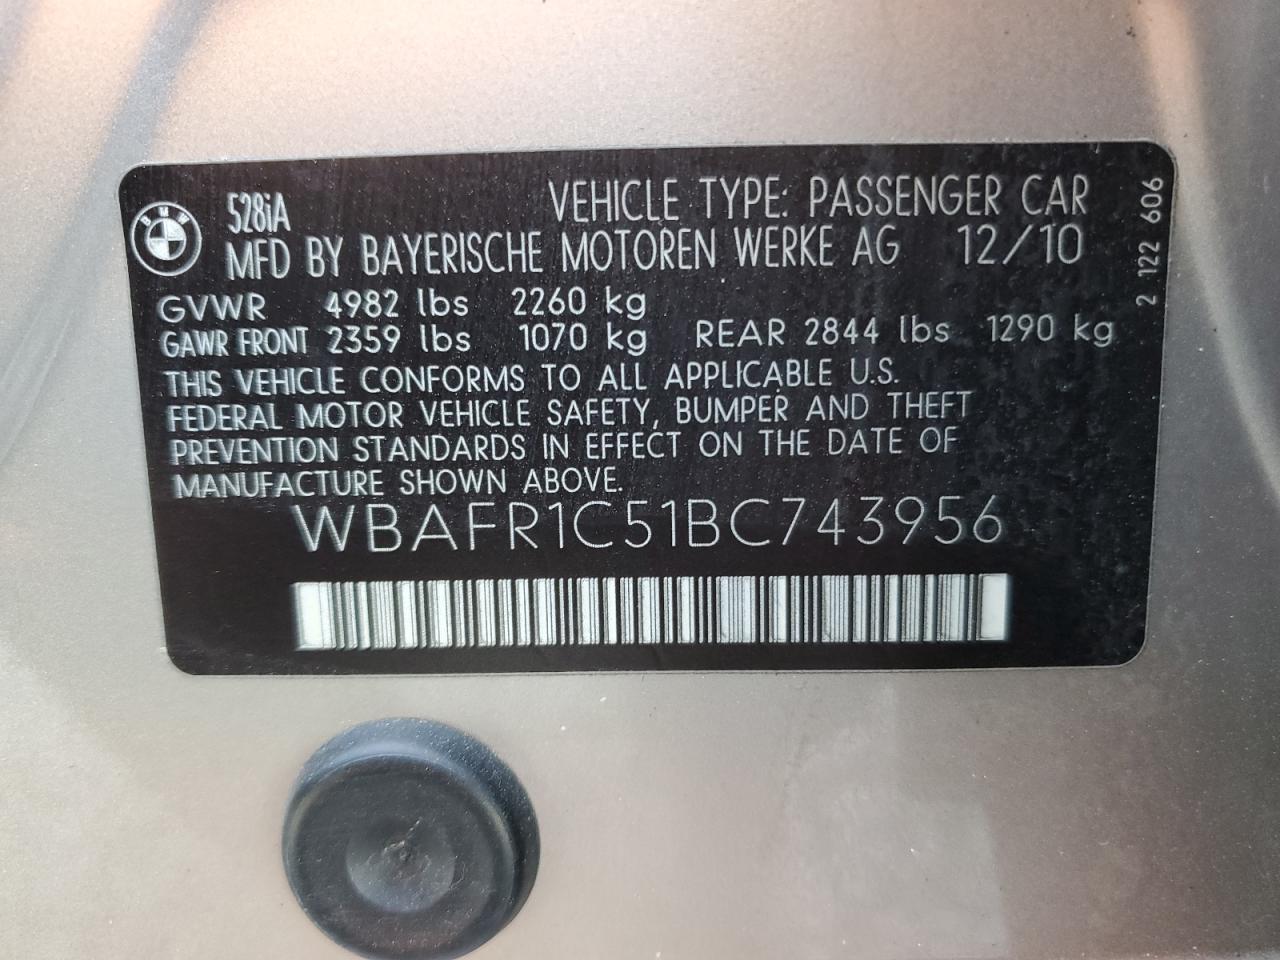 BMW
528iA VEHICLE TYPE: PASSENGER CAR
MFD BY BAYERISCHE MOTOREN WERKE AG 12/10
GVWR 4982 lbs 2260 kg
GAWR FRONT 2359 lbs 1070 kg REAR 2844 lbs 1290 kg
THIS VEHICLE CONFORMS TO ALL APPLICABLE U.S.
FEDERAL MOTOR VEHICLE SAFETY, BUMPER AND THEFT
PREVENTION STANDARDS IN EFFECT ON THE DATE OF
MANUFACTURE SHOWN ABOVE.
WBAFR1C51BC743956
2 122 606